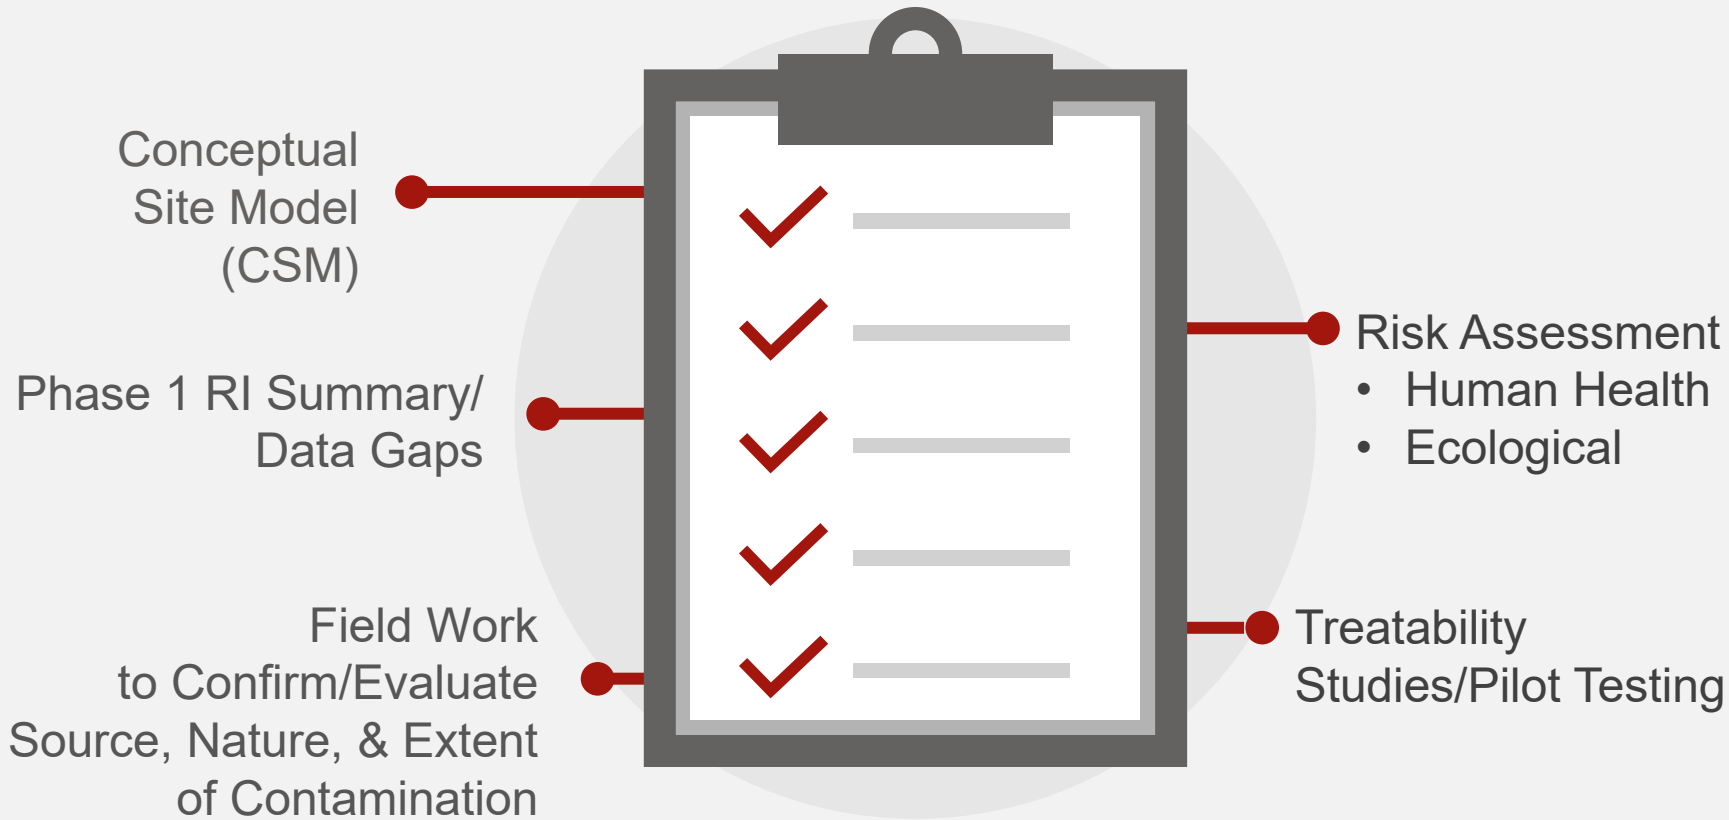 Conceptual
Site Model
(CSM)
Phase 1 RI Summary/
Data Gaps
Field Work
to Confirm/Evaluate
Source, Nature, & Extent
of Contamination
Risk Assessment
• Human Health
• Ecological
Treatability
Studies/Pilot Testing